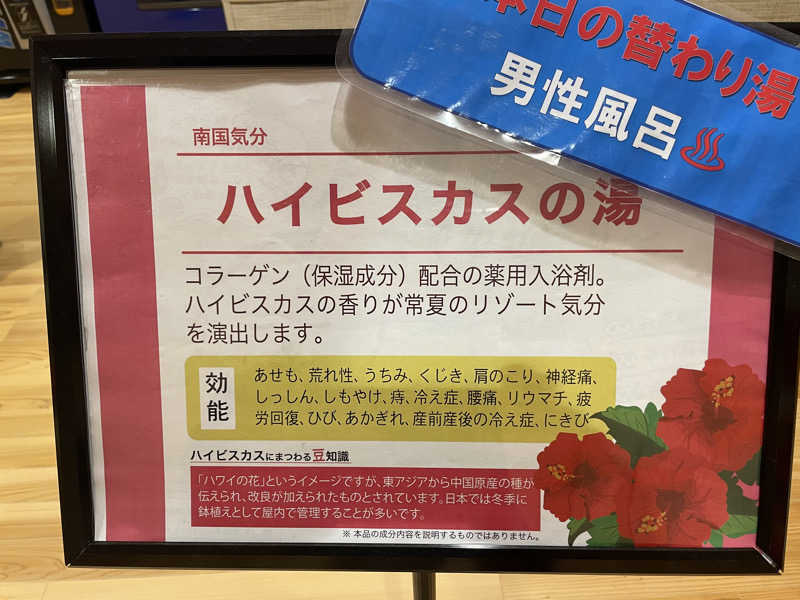 本日の替わり湯
男性風呂
南国気分
ハイビスカスの湯
コラーゲン（保湿成分）配合の薬用入浴剤。
ハイビスカスの香りが常夏のリゾート気分
を演出します。
効能
あせも、荒れ性、うちみ、くじき、肩のこり、神経痛、
しっしん、しもやけ、痔、冷え症、腰痛、リウマチ、疲
労回復、ひび、あかぎれ、産前産後の冷え症、にきび
ハイビスカスにまつわる豆知識
「ハワイの花」というイメージですが、東アジアから中国原産の種が
伝えられ、改良が加えられたものとされています。日本では冬季に
鉢植えとして屋内で管理することが多いです。
※ 本品の成分内容を説明するものではありません。